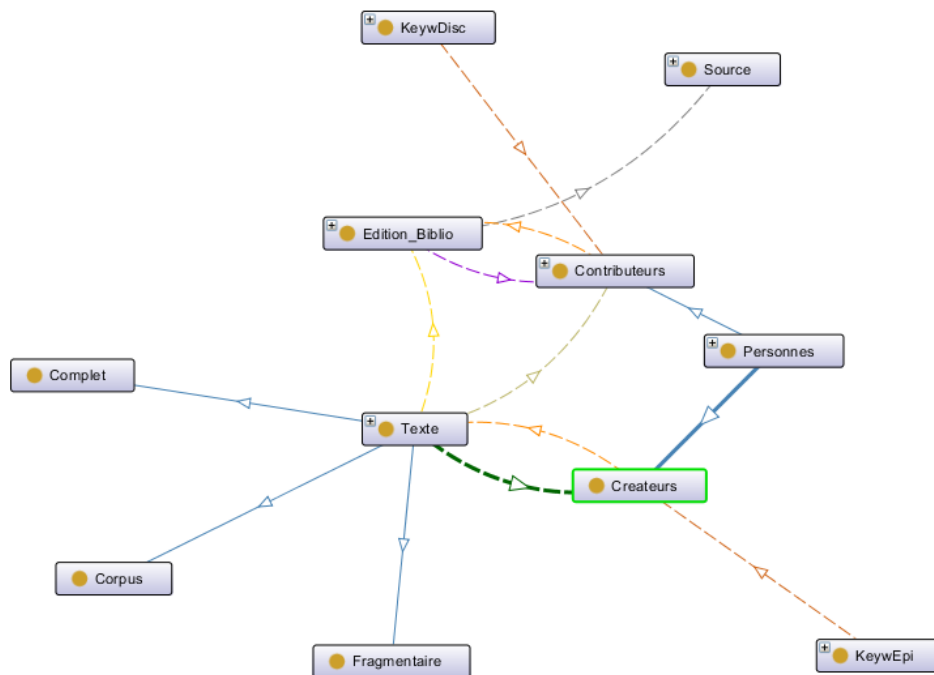 KeywDisc
Source
Edition_Biblio
Contributeurs
Personnes
Complet
Texte
Createurs
Corpus
Fragmentaire
KeywEpi